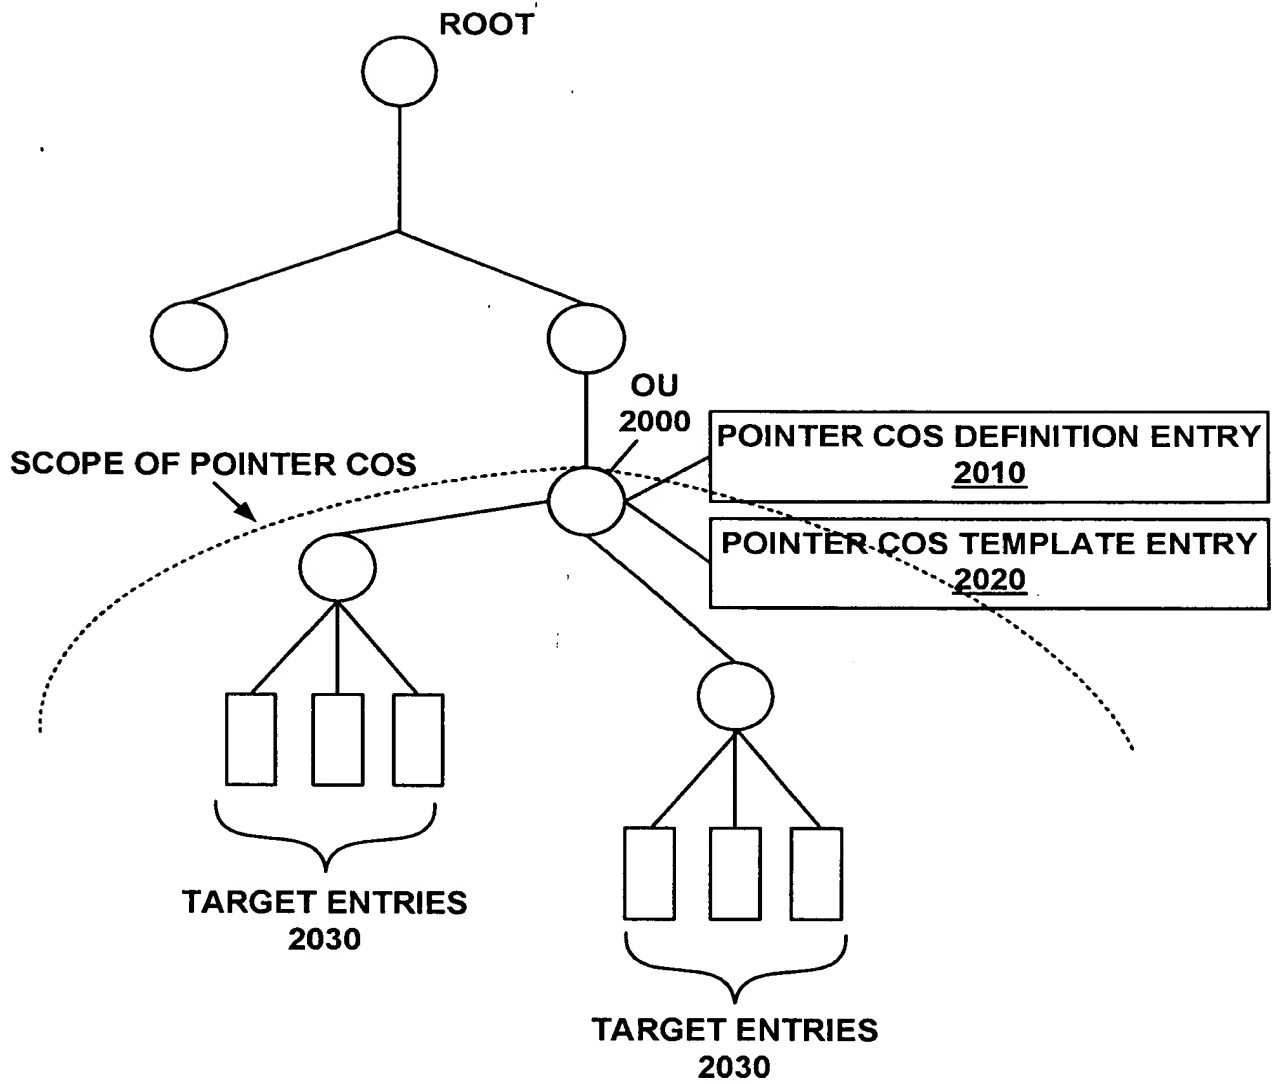 ROOT
OU
2000
POINTER COS DEFINITION ENTRY
2010
SCOPE OF POINTER COS
POINTER COS TEMPLATE ENTRY
2020
TARGET ENTRIES
2030
TARGET ENTRIES
2030